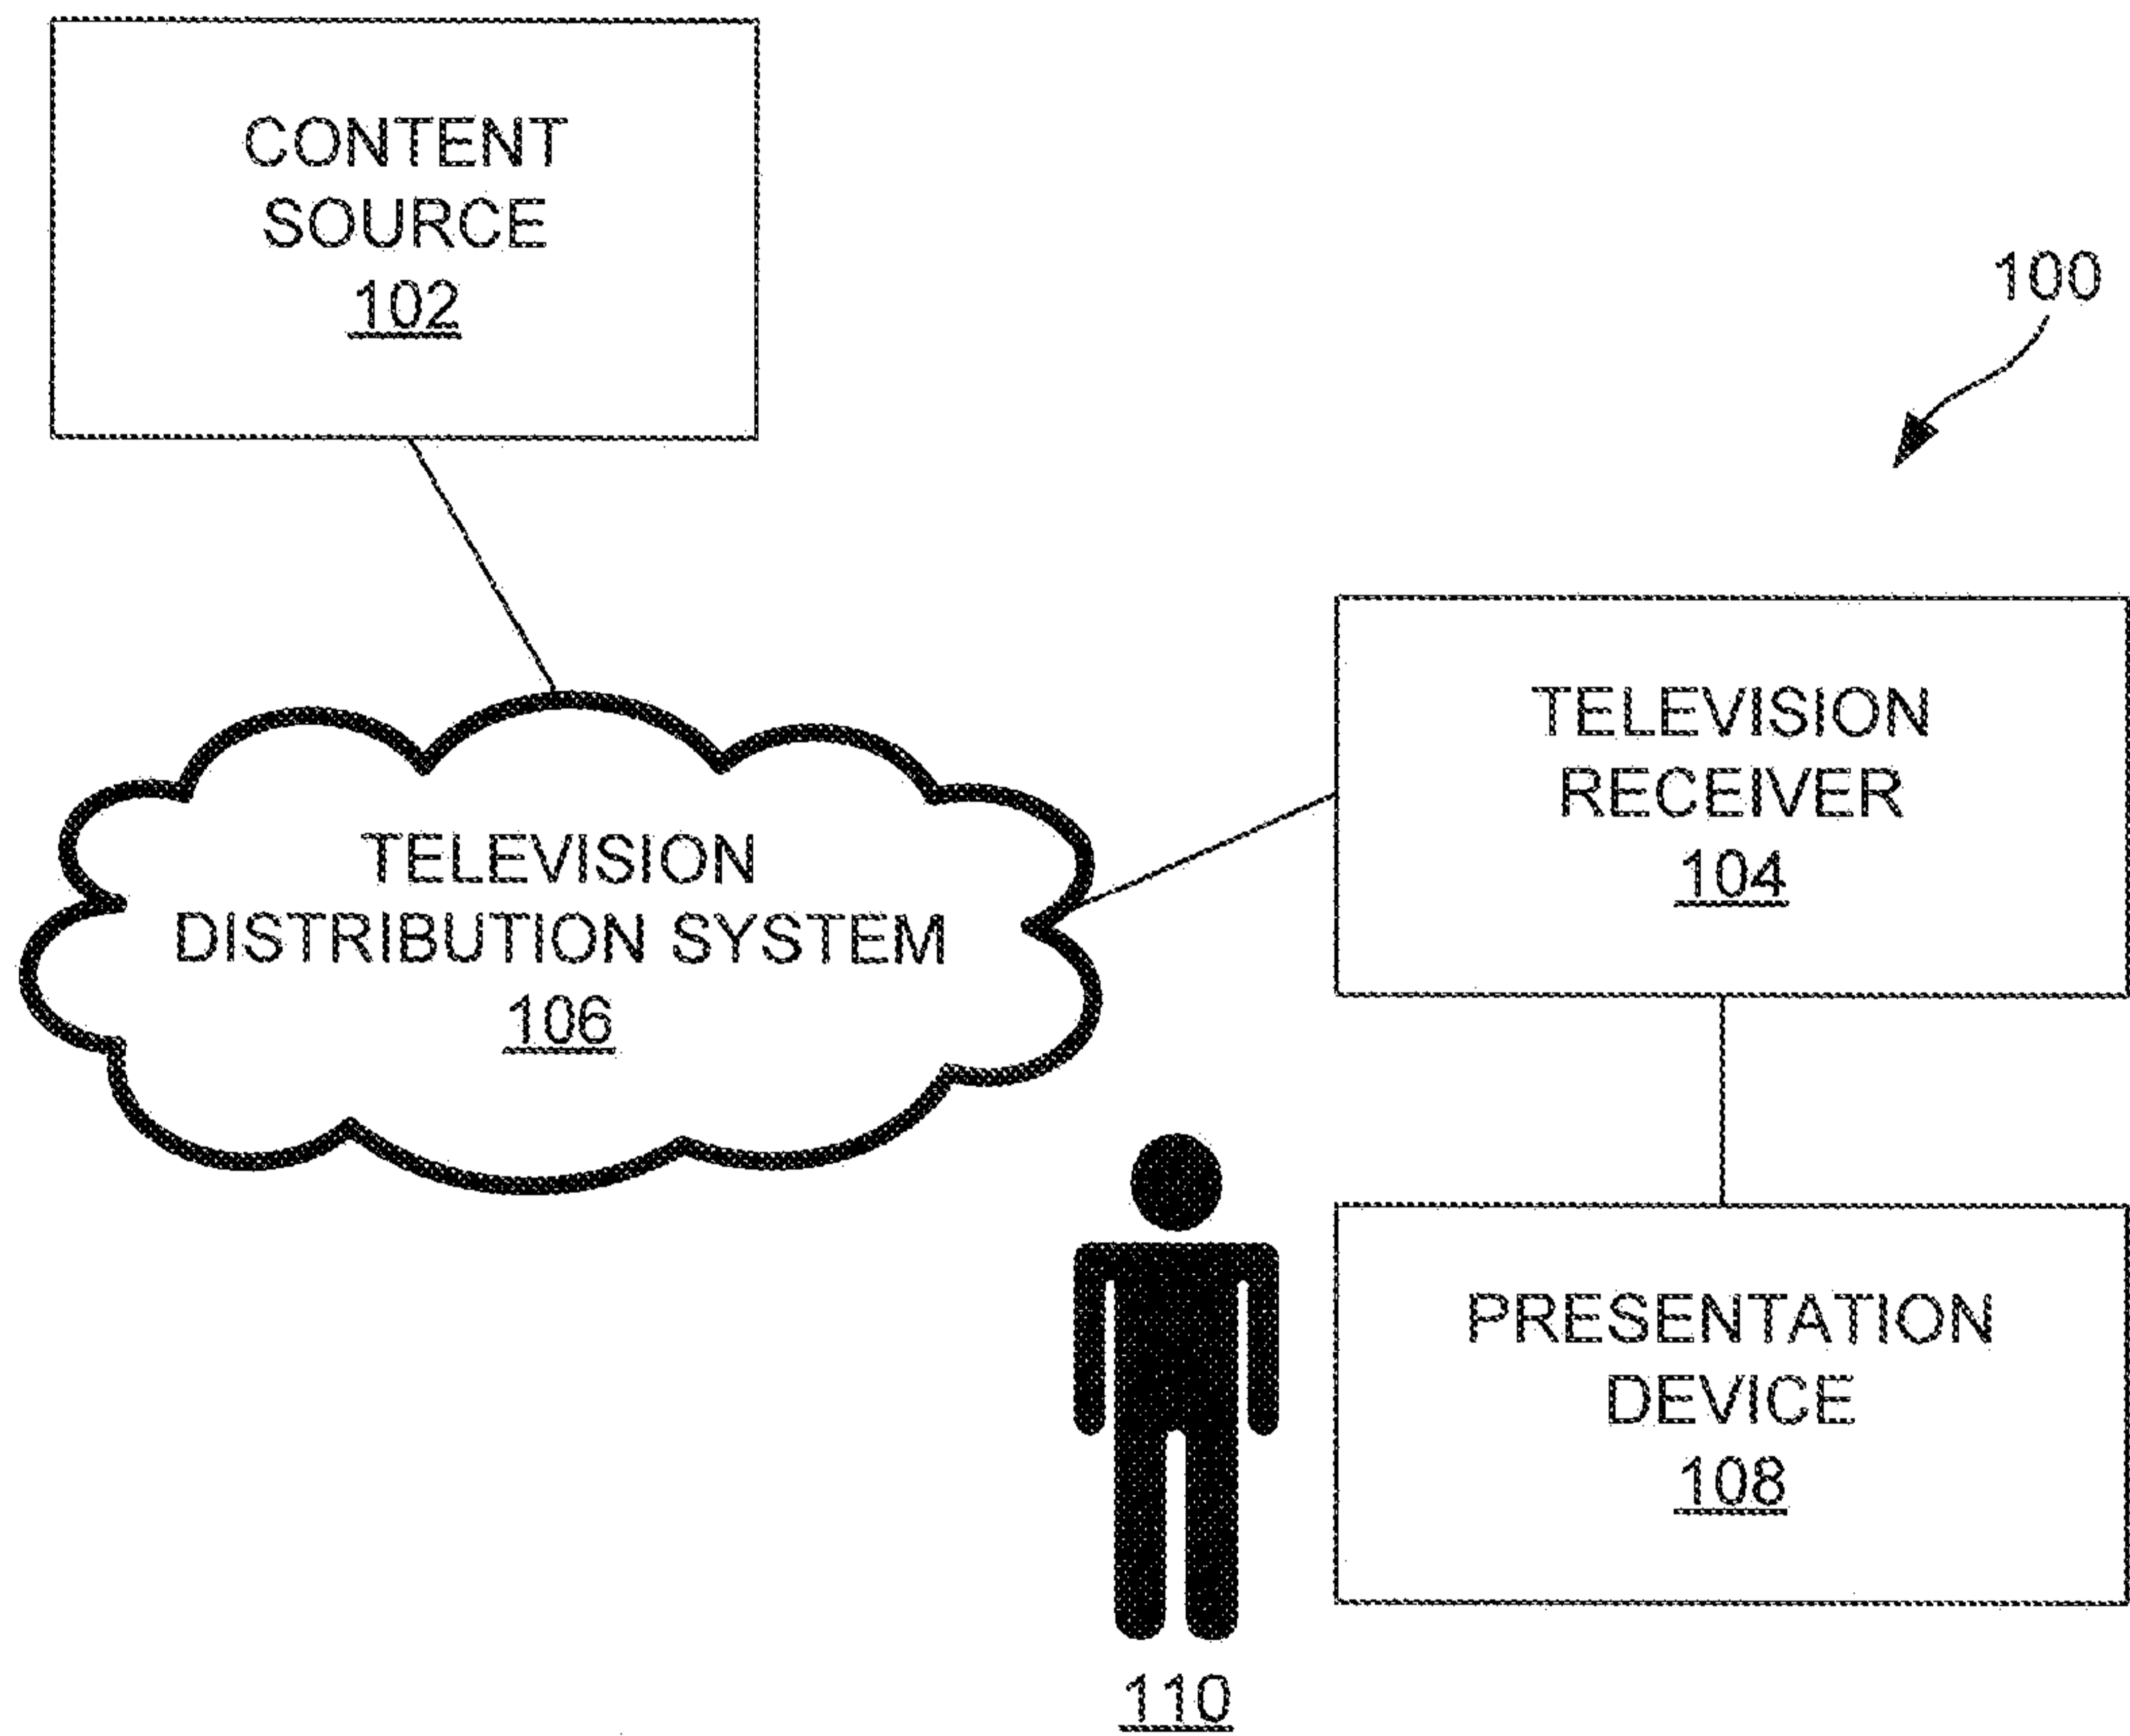 CONTENT
SOURCE
102
100
TELEVISION
RECEIVER
104
TELEVISION
DISTRIBUTION SYSTEM
106
PRESENTATION
DEVICE
108
110